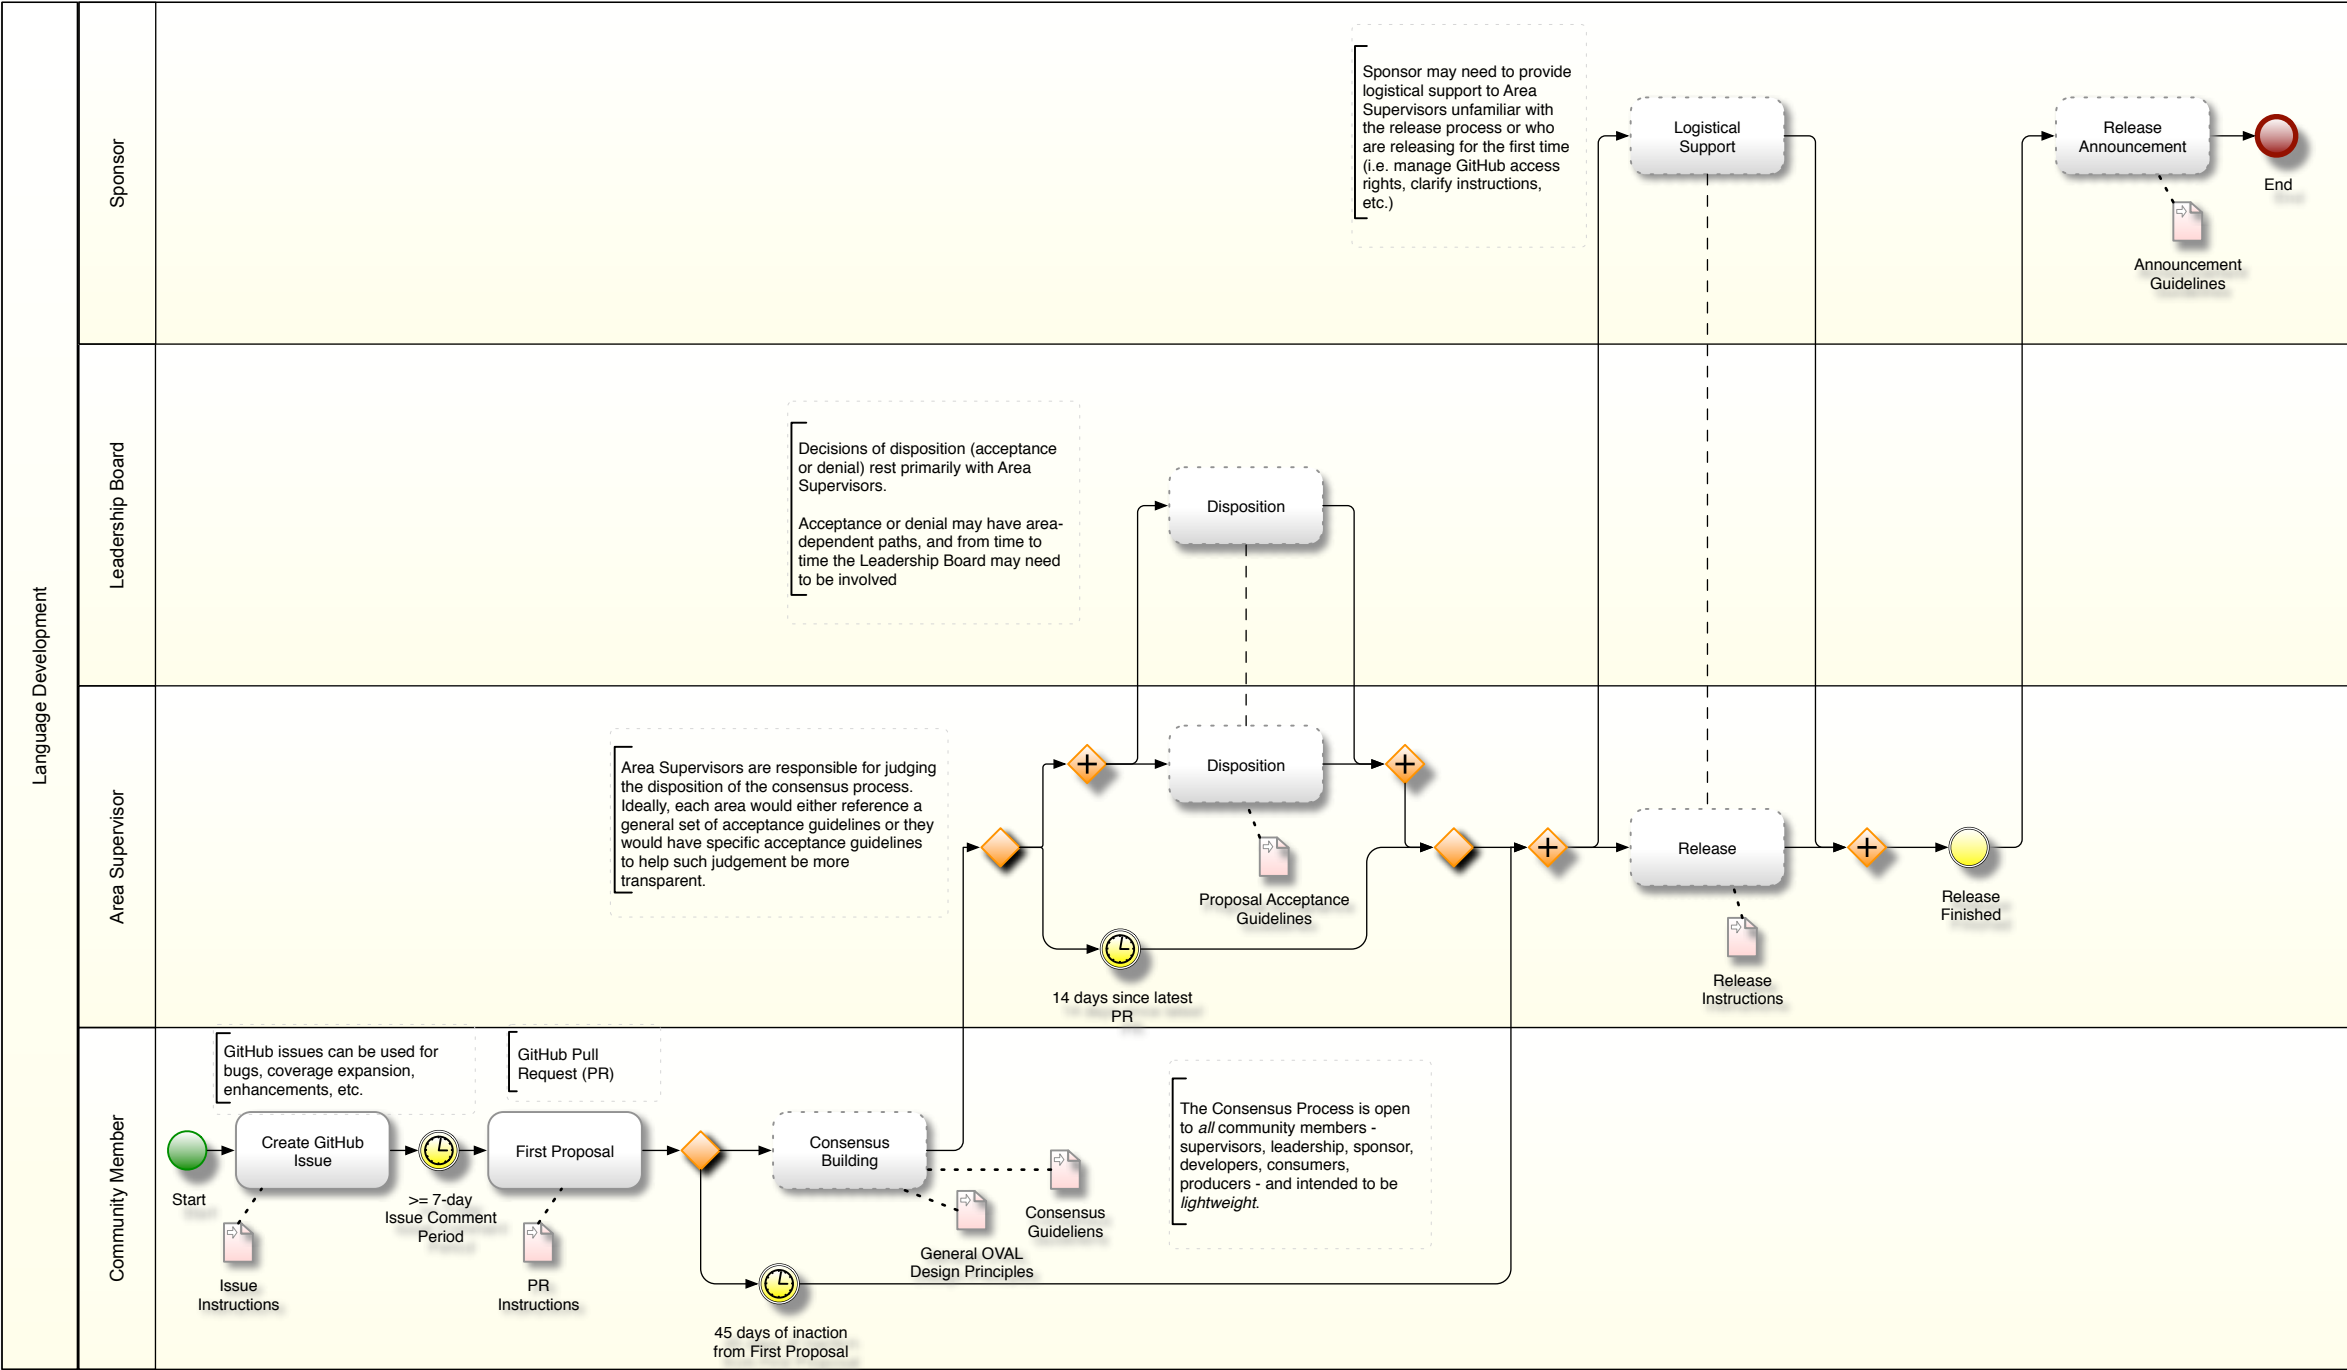 Language Development
Sponsor
Sponsor may need to provide
logistical support to Area
Supervisors unfamiliar with
the release process or who
are releasing for the first time
(i.e. manage GitHub access
rights, clarify instructions,
etc.)
Logistical
Support
Release
Announcement
End
Announcement
Guidelines
Leadership Board
Decisions of disposition (acceptance
or denial) rest primarily with Area
Supervisors.
Acceptance or denial may have area-
dependent paths, and from time to
time the Leadership Board may need
to be involved
Disposition
Area Supervisor
Area Supervisors are responsible for judging
the disposition of the consensus process.
Ideally, each area would either reference a
general set of acceptance guidelines or they
would have specific acceptance guidelines
to help such judgement be more
transparent.
Disposition
Proposal Acceptance
Guidelines
14 days since latest
PR
Release
Release
Instructions
Release
Finished
Community Member
GitHub issues can be used for
bugs, coverage expansion,
enhancements, etc.
GitHub Pull
Request (PR)
Start
Create GitHub
Issue
Issue
Instructions
>= 7-day
Issue Comment
Period
First Proposal
PR
Instructions
Consensus
Building
General OVAL
Design Principles
Consensus
Guideliens
The Consensus Process is open
to all community members -
supervisors, leadership, sponsor,
developers, consumers,
producers - and intended to be
lightweight.
45 days of inaction
from First Proposal